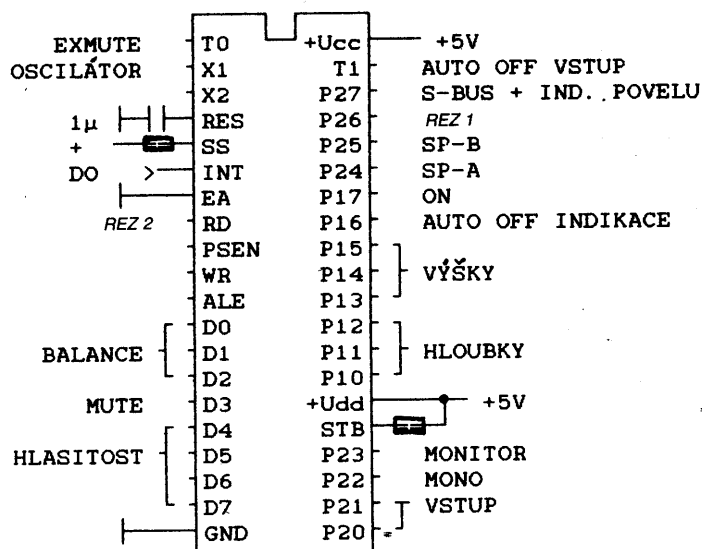 EXMUTE T0 +Ucc +5V
OSCILÁTOR X1 T1 AUTO OFF VSTUP
X2 P27 S-BUS + IND.. POVELU
1µ RES P26 REZ 1
+ SS P25 SP-B
DO > INT P24 SP-A
EA P17 ON
REZ 2 RD P16 AUTO OFF INDIKACE
PSEN P15
WR P14 VÝŠKY
ALE P13
D0 P12
BALANCE D1 P11 HLOUBKY
D2 P10
MUTE D3 +Udd +5V
D4 STB
HLASITOST D5 P23 MONITOR
D6 P22 MONO
D7 P21 VSTUP
GND P20 *